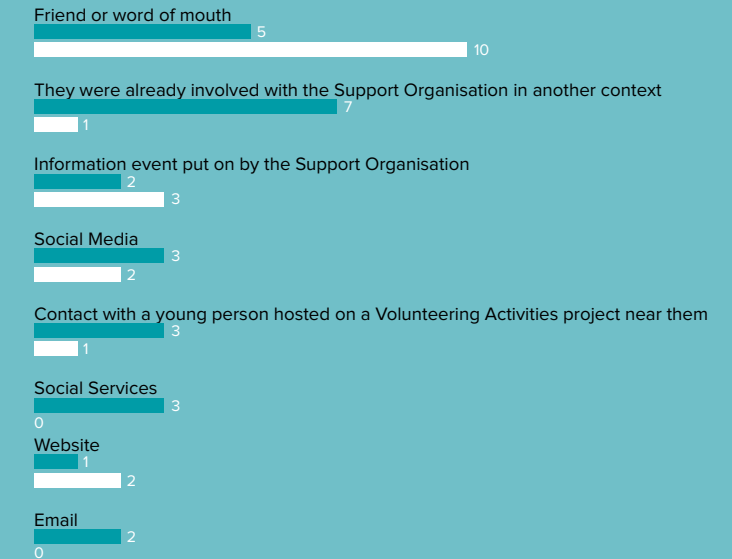 Friend or word of mouth
5
10
They were already involved with the Support Organisation in another context
7
1
Information event put on by the Support Organisation
2
3
Social Media
3
2
Contact with a young person hosted on a Volunteering Activities project near them
3
1
Social Services
3
0
Website
1
2
Email
2
0